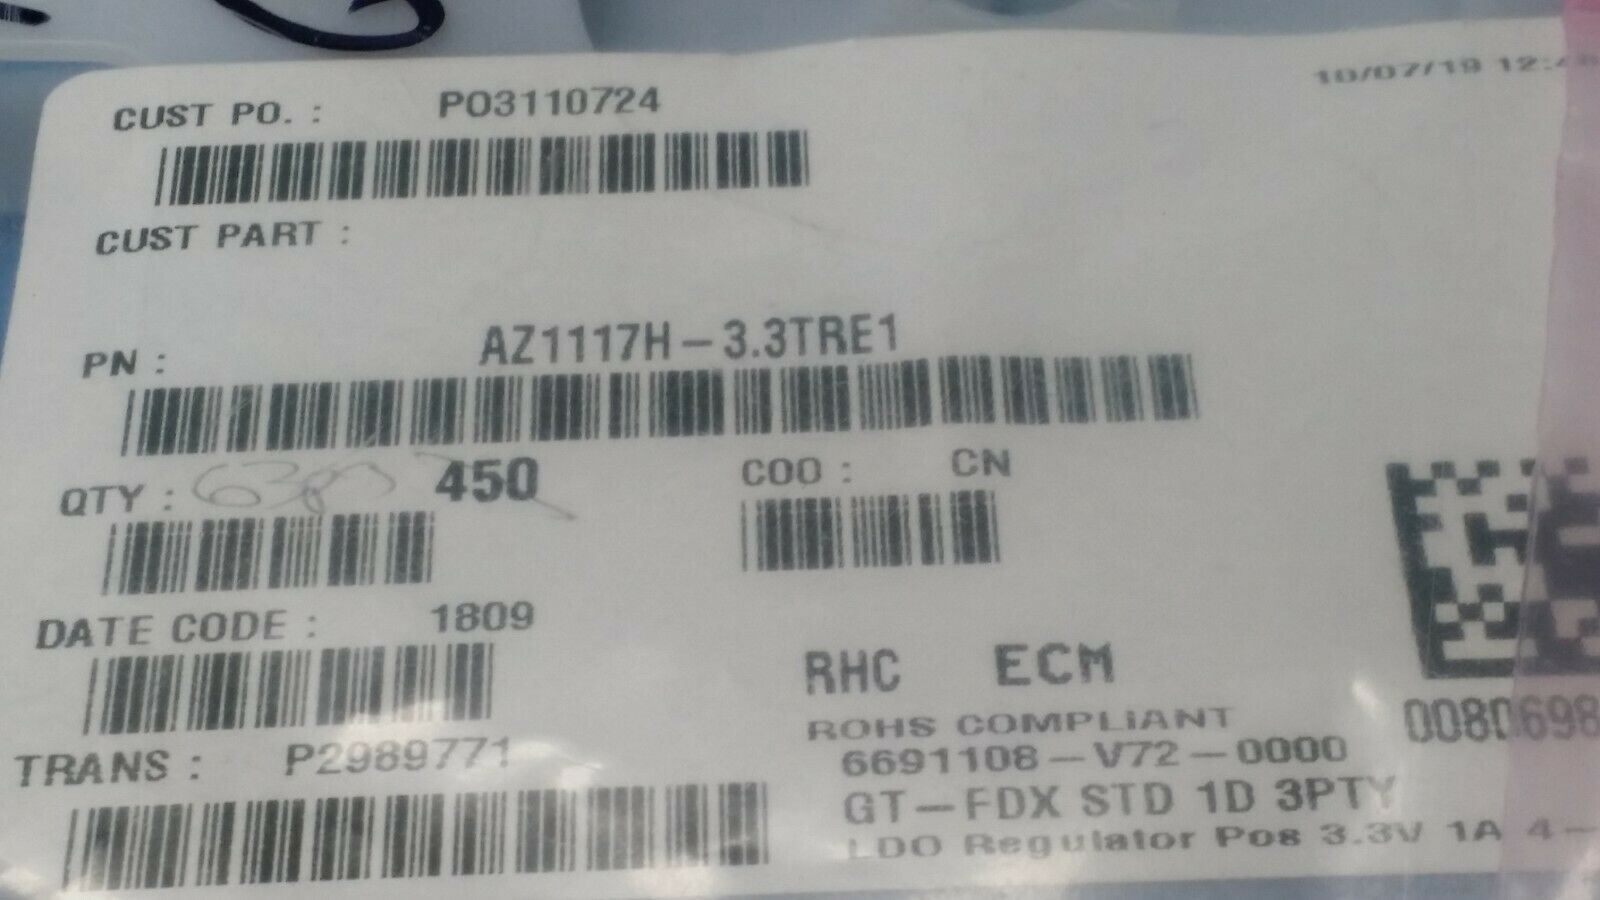 10/07/19 12:
CUST PO. : PO3110724
CUST PART :
PN : AZ1117H-3.3TRE1
QTY : 450
COO : CN
DATE CODE : 1809
RHC ECM
ROHS COMPLIANT
0080698
TRANS : P2989771
6691108-V72-0000
GT-FDX STD 1D 3PTY
LDO Regulator Pos 3.3V 1A 4-